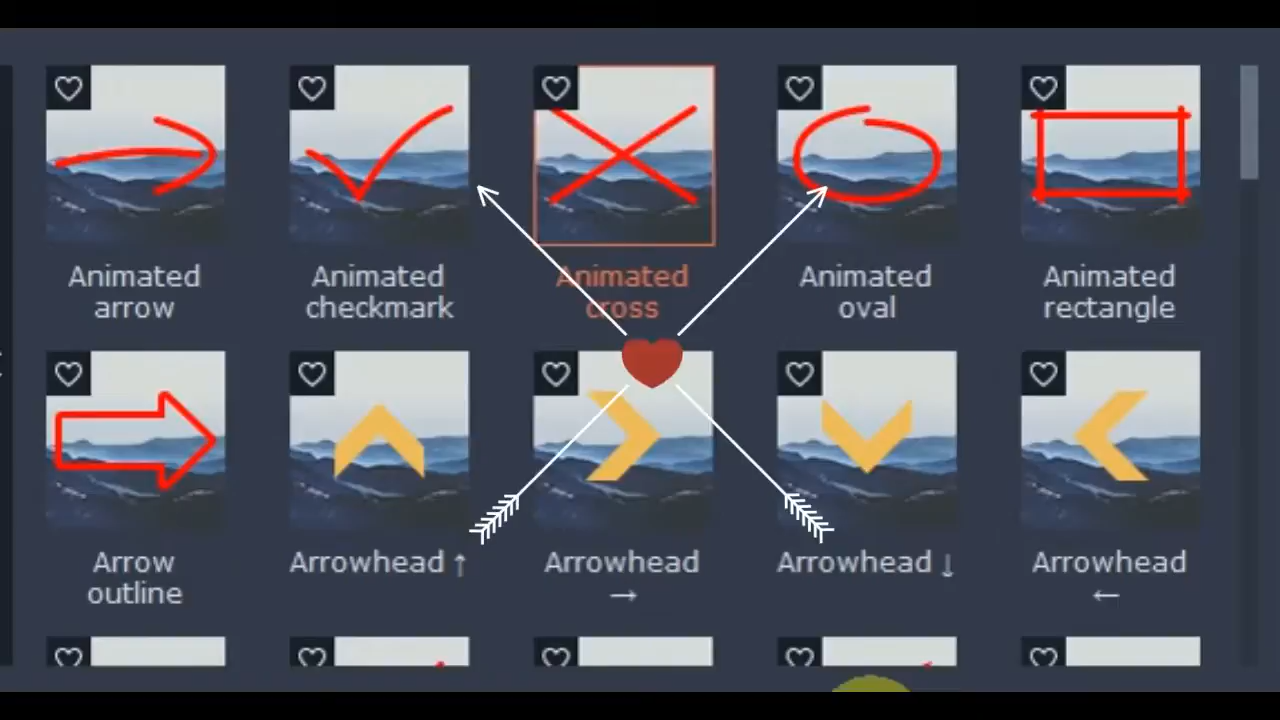 Animated
arrow
Animated
checkmark
Animated
cross
Animated
oval
Animated
rectangle
Arrow
outline
Arrowhead ↑
Arrowhead
→
Arrowhead ↓
Arrowhead
←